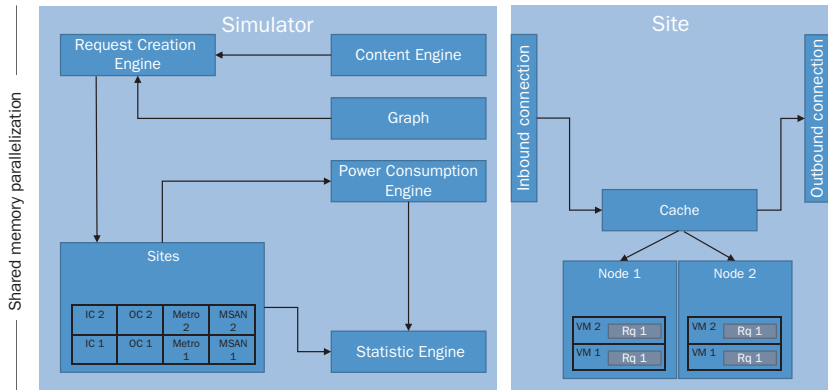 Shared memory parallelization
Simulator
Request Creation
Engine
Content Engine
Graph
Power Consumption
Engine
Sites
IC 2
OC 2
Metro
2
MSAN
2
IC 1
OC 1
Metro
1
MSAN
1
Statistic Engine
Site
Inbound connection
Outbound connection
Cache
Node 1
Node 2
VM 2
Rq 1
VM 1
Rq 1
VM 2
Rq 1
VM 1
Rq 1